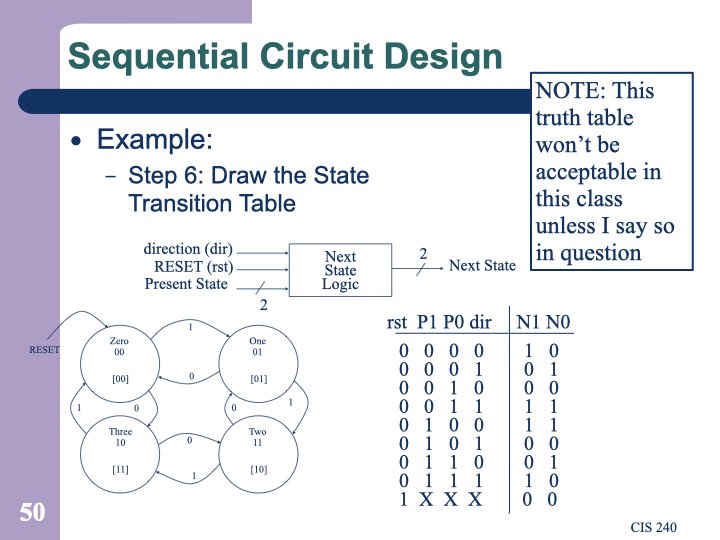 Sequential Circuit Design
NOTE: This
truth table
won't be
acceptable in
this class
unless I say so
in question
• Example:
– Step 6: Draw the State
Transition Table
direction (dir)
RESET (rst)
Present State
2
Next
State
Logic
2
Next State
RESET
Zero
00
[00]
One
01
[01]
Three
10
[11]
Two
11
[10]
1
0
1
0
0
1
0
1
rst P1 P0 dir N1 N0
0 0 0 0 1 0
0 0 0 1 0 1
0 0 1 0 0 0
0 0 1 1 1 1
0 1 0 0 1 1
0 1 0 1 0 0
0 1 1 0 0 1
0 1 1 1 1 0
1 X X X 0 0
50
CIS 240